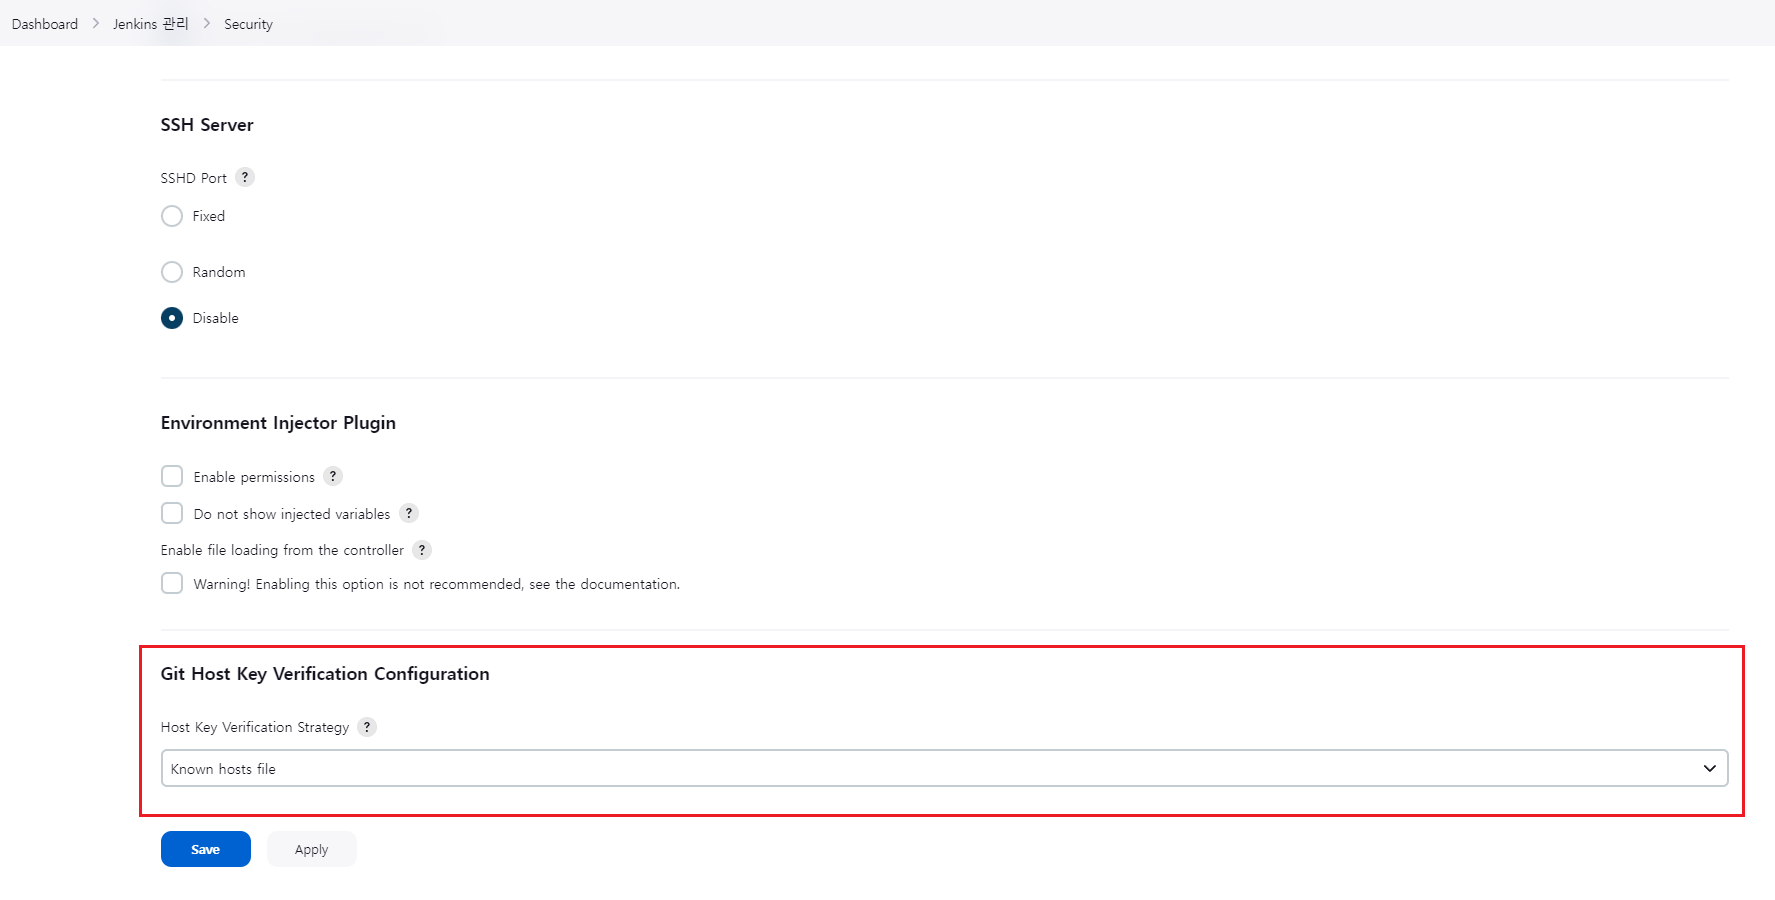 Dashboard > Jenkins 관리 > Security
SSH Server
SSHD Port ?
Fixed
Random
Disable
Environment Injector Plugin
Enable permissions ?
Do not show injected variables ?
Enable file loading from the controller ?
Warning! Enabling this option is not recommended, see the documentation.
Git Host Key Verification Configuration
Host Key Verification Strategy ?
Known hosts file
Save Apply